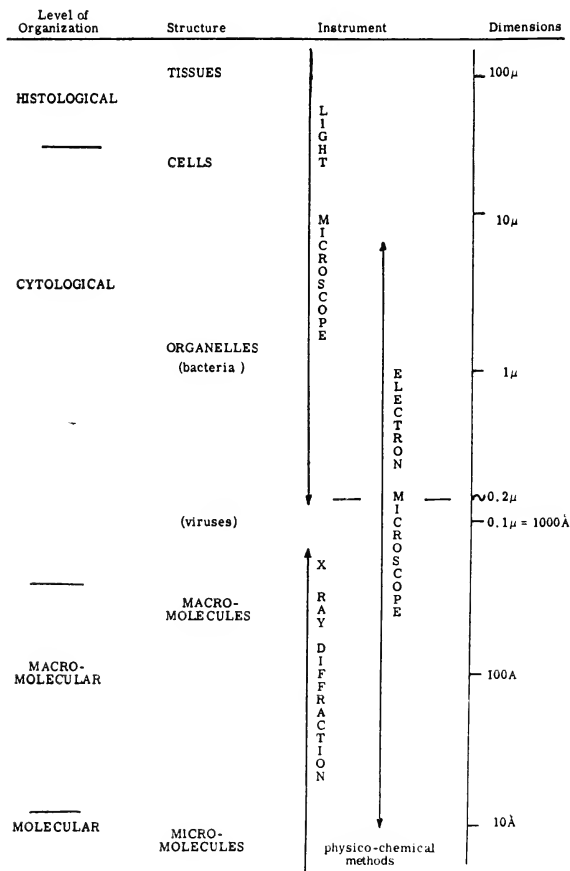 Level of
Organization
Structure
Instrument
Dimensions
TISSUES
100μ
HISTOLOGICAL
LIGHT MICROSCOPE
CELLS
10μ
CYTOLOGICAL
ORGANELLES
(bacteria )
1μ
ELECTRON MICROSCOPE
~0.2μ
(viruses)
0.1μ = 1000Å
X RAY DIFFRACTION
MACRO-
MOLECULES
MACRO-
MOLECULAR
100A
10Å
MOLECULAR
MICRO-
MOLECULES
physico-chemical
methods